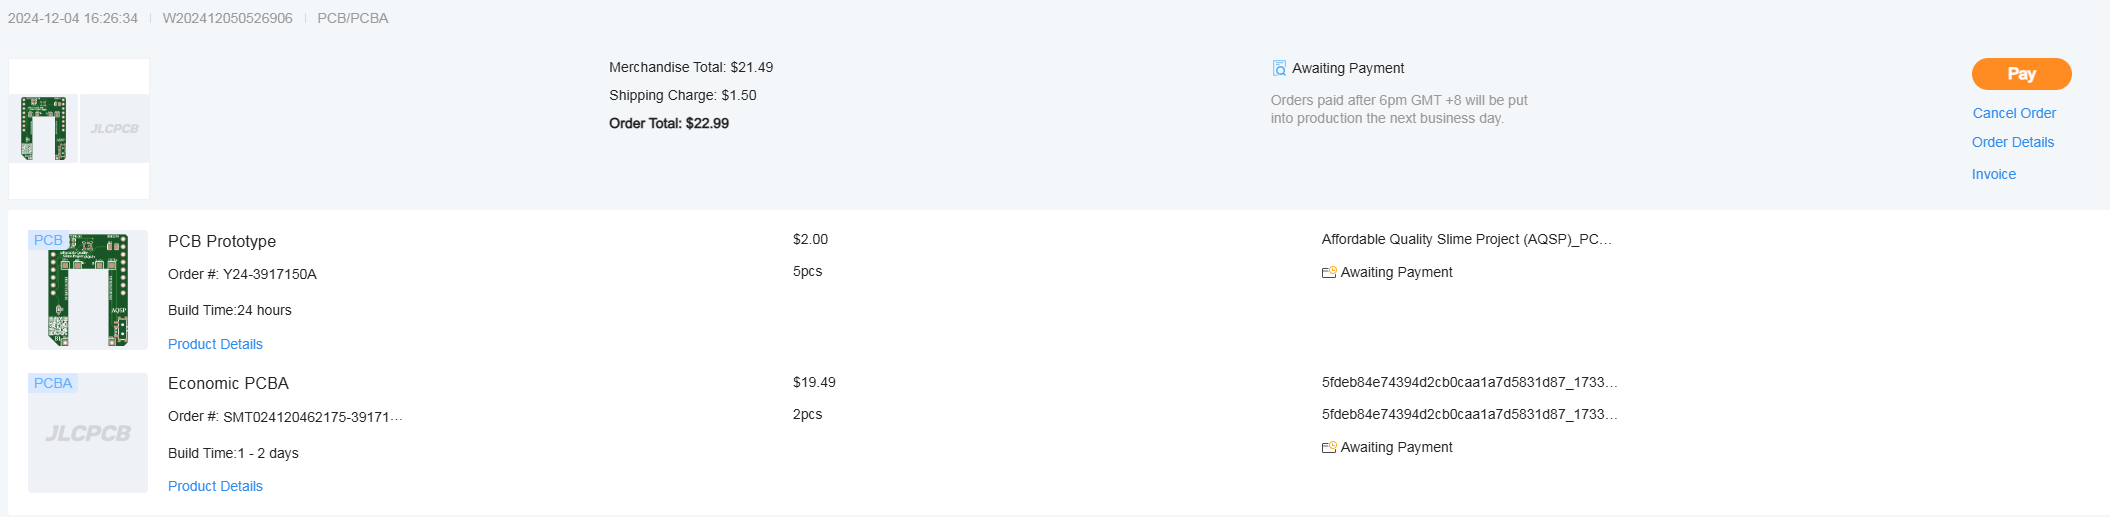 2024-12-04 16:26:34 W202412050526906 PCB/PCBA
JLCPCB
Merchandise Total: $21.49
Shipping Charge: $1.50
Order Total: $22.99
Awaiting Payment
Orders paid after 6pm GMT +8 will be put
into production the next business day.
Pay
Cancel Order
Order Details
Invoice
PCB
AQSP
PCB Prototype
Order #: Y24-3917150A
Build Time:24 hours
Product Details
$2.00
5pcs
Affordable Quality Slime Project (AQSP)_PC...
Awaiting Payment
PCBA
JLCPCB
Economic PCBA
Order #: SMT024120462175-39171...
Build Time:1 - 2 days
Product Details
$19.49
2pcs
5fdeb84e74394d2cb0caa1a7d5831d87_1733...
5fdeb84e74394d2cb0caa1a7d5831d87_1733...
Awaiting Payment